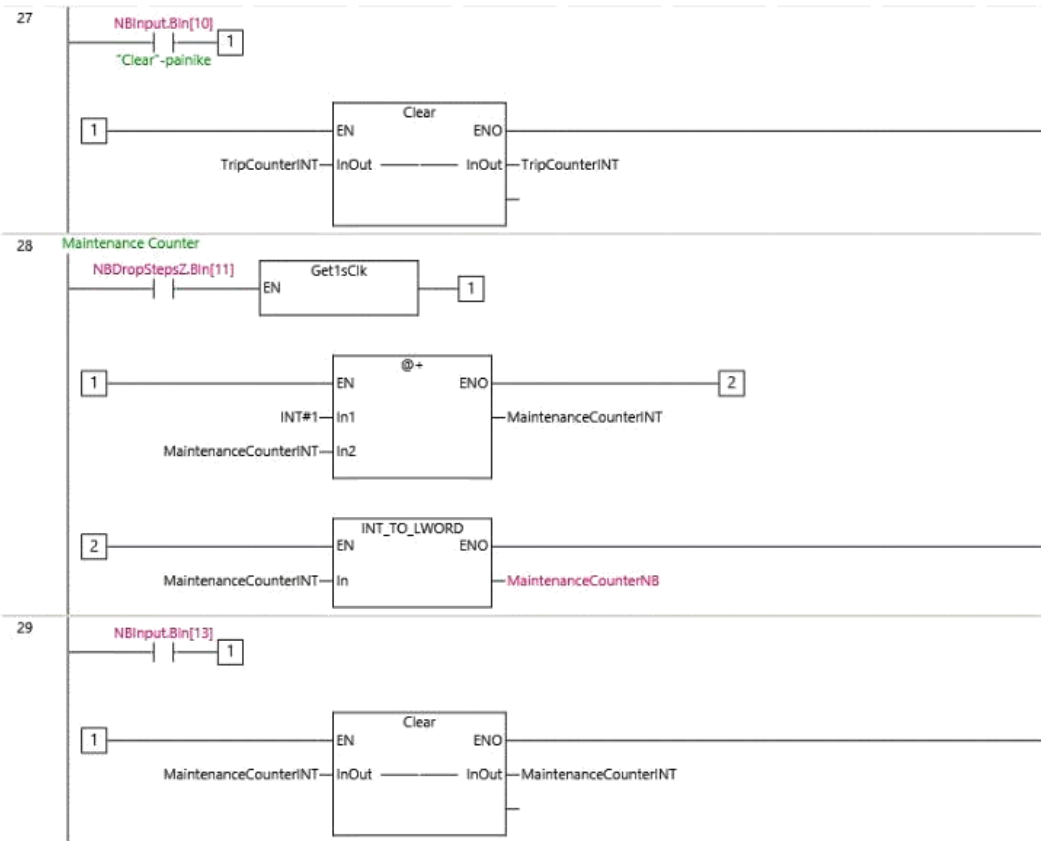 27
NBInput.BIn[10]
1
"Clear"-painike
Clear
1
EN ENO
TripCounterINT InOut InOut TripCounterINT
28 Maintenance Counter
NBDropStepsZ.BIn[11] Get1sClk
EN 1
@+
1 EN ENO 2
INT#1 In1 MaintenanceCounterINT
MaintenanceCounterINT In2
INT_TO_LWORD
2 EN ENO
MaintenanceCounterINT In MaintenanceCounterNB
29
NBInput.BIn[13]
1
Clear
1 EN ENO
MaintenanceCounterINT InOut InOut MaintenanceCounterINT